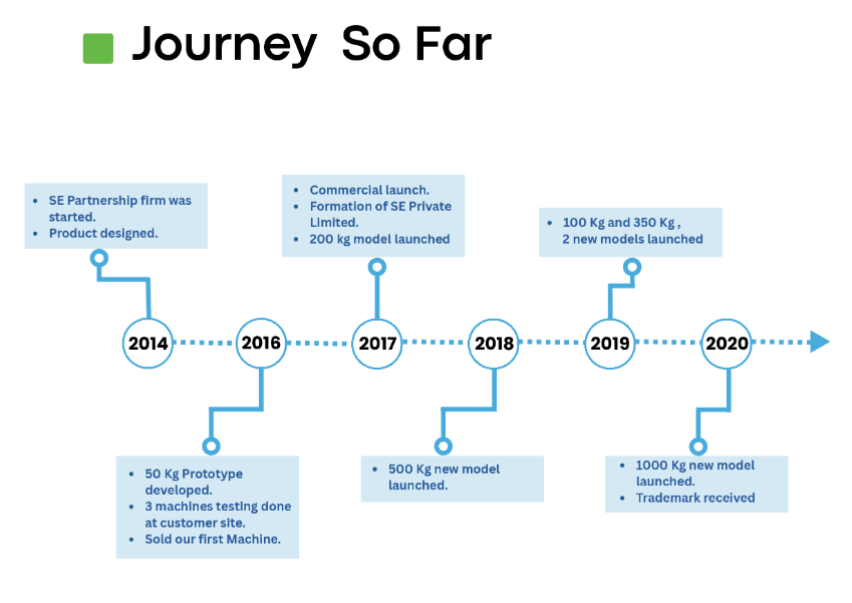 Journey So Far
• SE Partnership firm was
started.
• Product designed.
• Commercial launch.
• Formation of SE Private
Limited.
• 200 kg model launched
• 100 Kg and 350 Kg ,
2 new models launched
2014
2016
2017
2018
2019
2020
• 50 Kg Prototype
developed.
• 3 machines testing done
at customer site.
• Sold our first Machine.
• 500 Kg new model
launched.
• 1000 Kg new model
launched.
• Trademark received